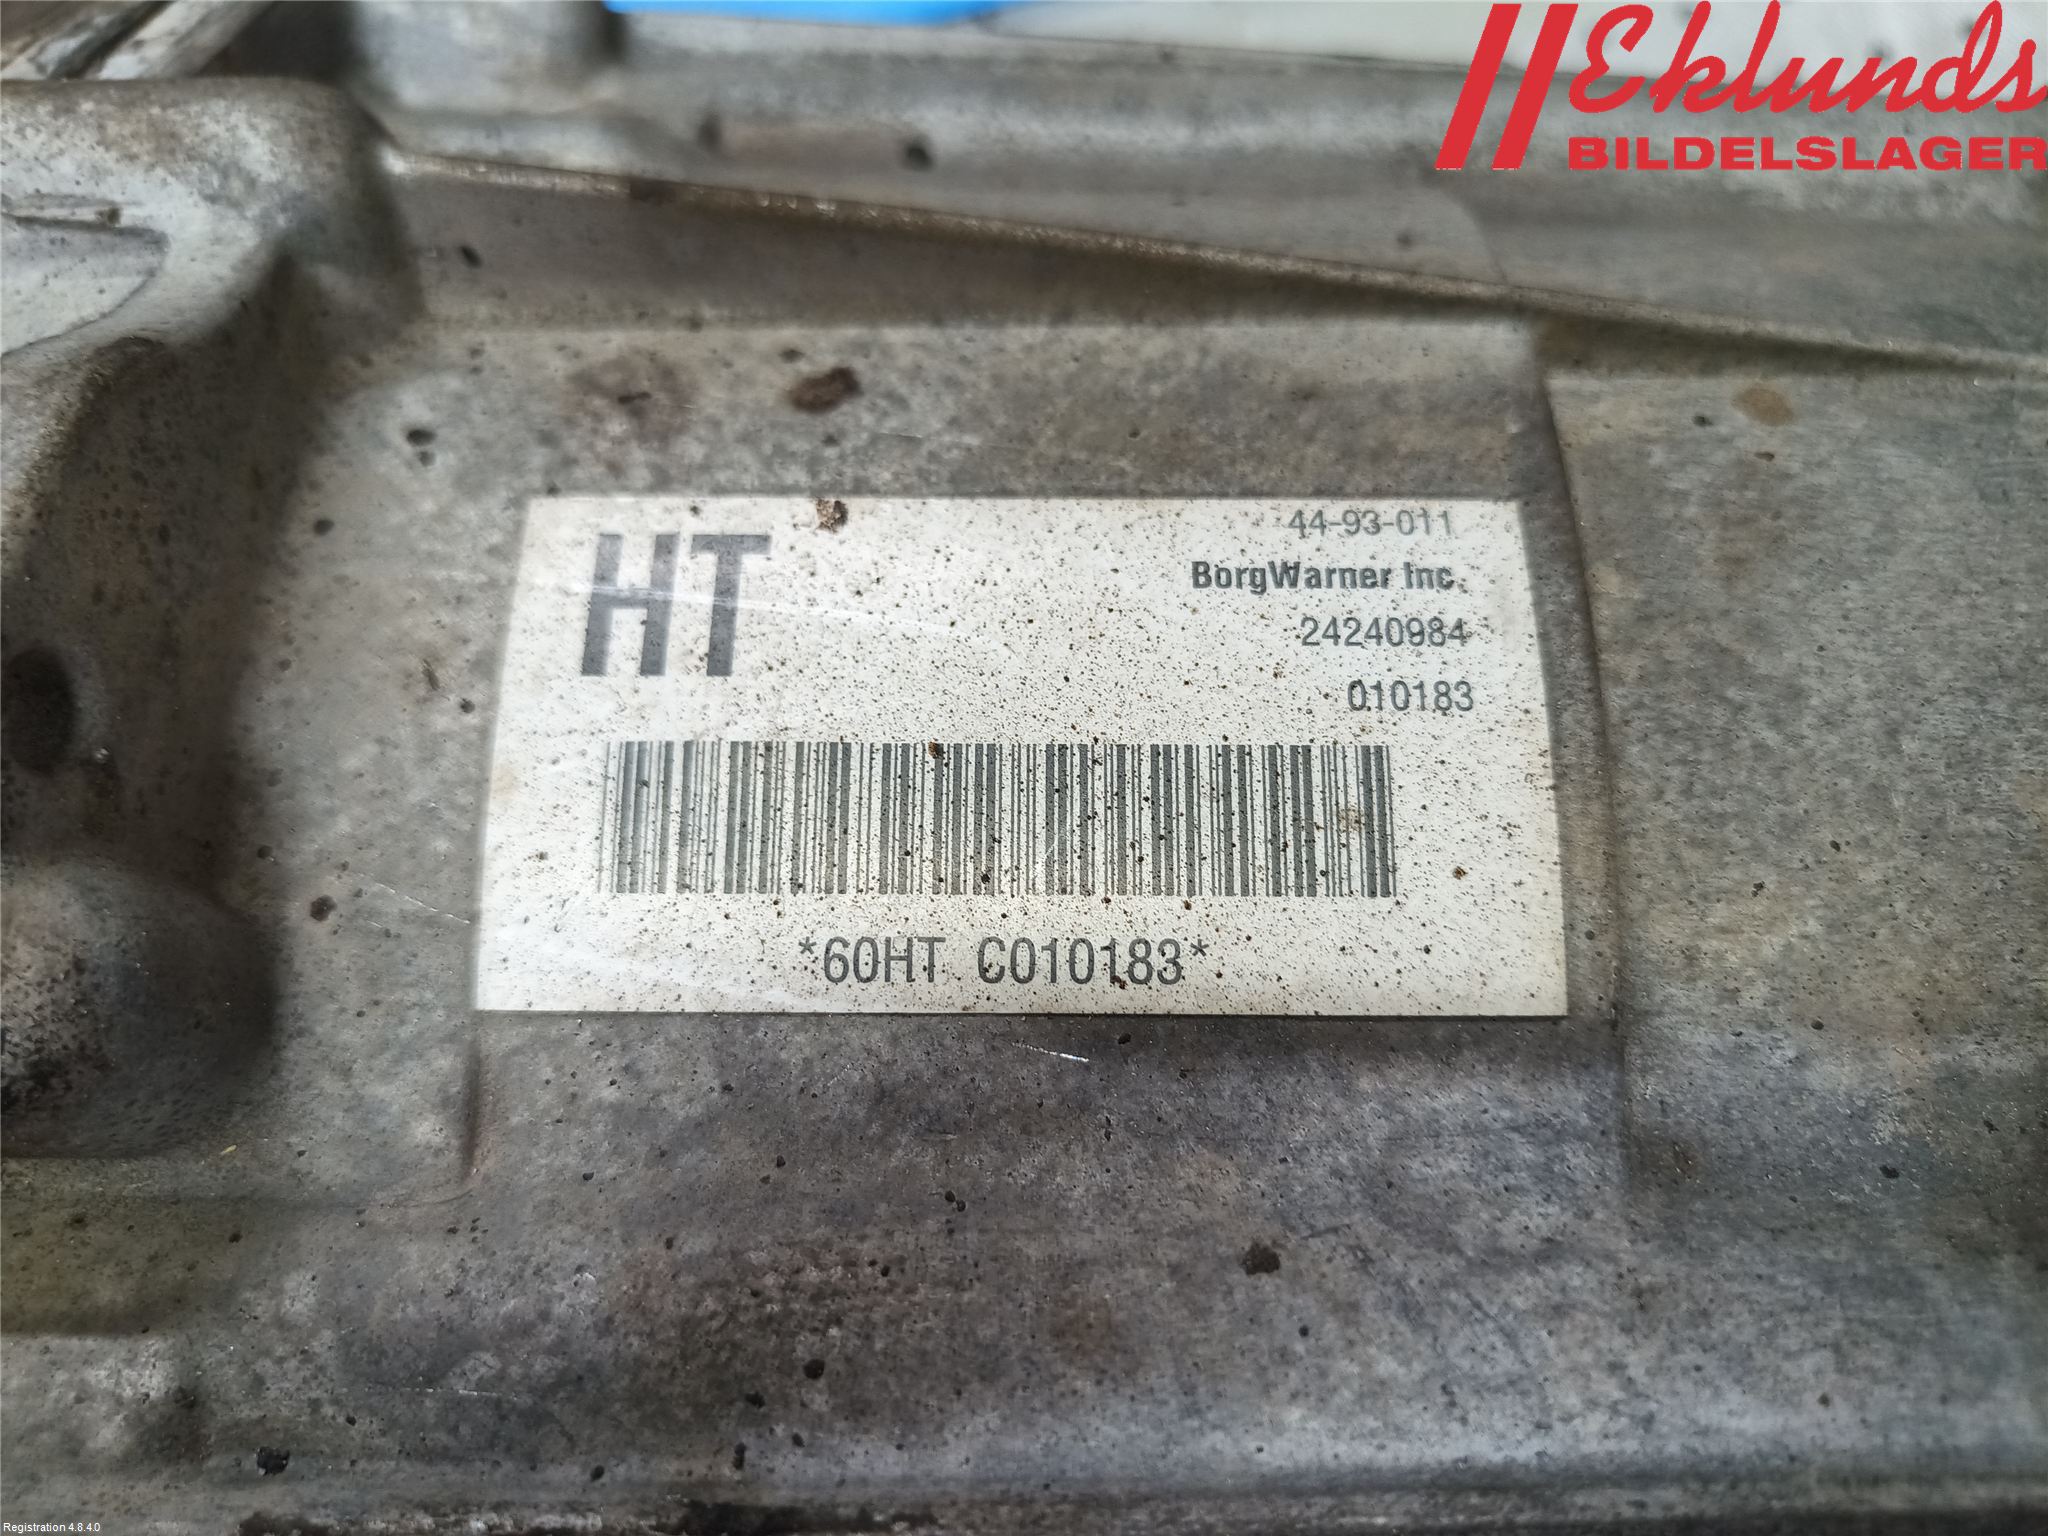 Eklunds
BILDELSLAGER
HT
44-93-011
BorgWarner Inc.
24240984
010183
*60HT C010183*
Registration 4.8.4.0